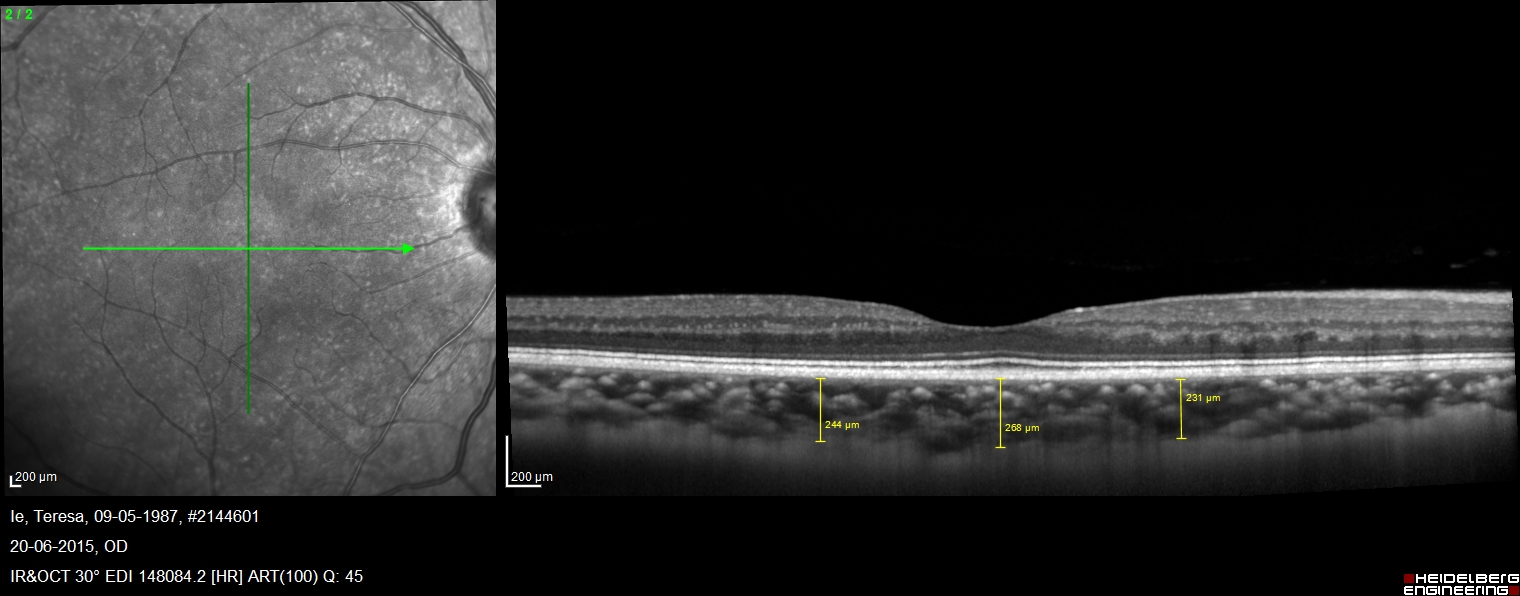 2 / 2
200 µm
244 µm
268 µm
231 µm
200 µm
Ie, Teresa, 09-05-1987, #2144601
20-06-2015, OD
IR&OCT 30° EDI 148084.2 [HR] ART(100) Q: 45
HEIDELBERG
ENGINEERING